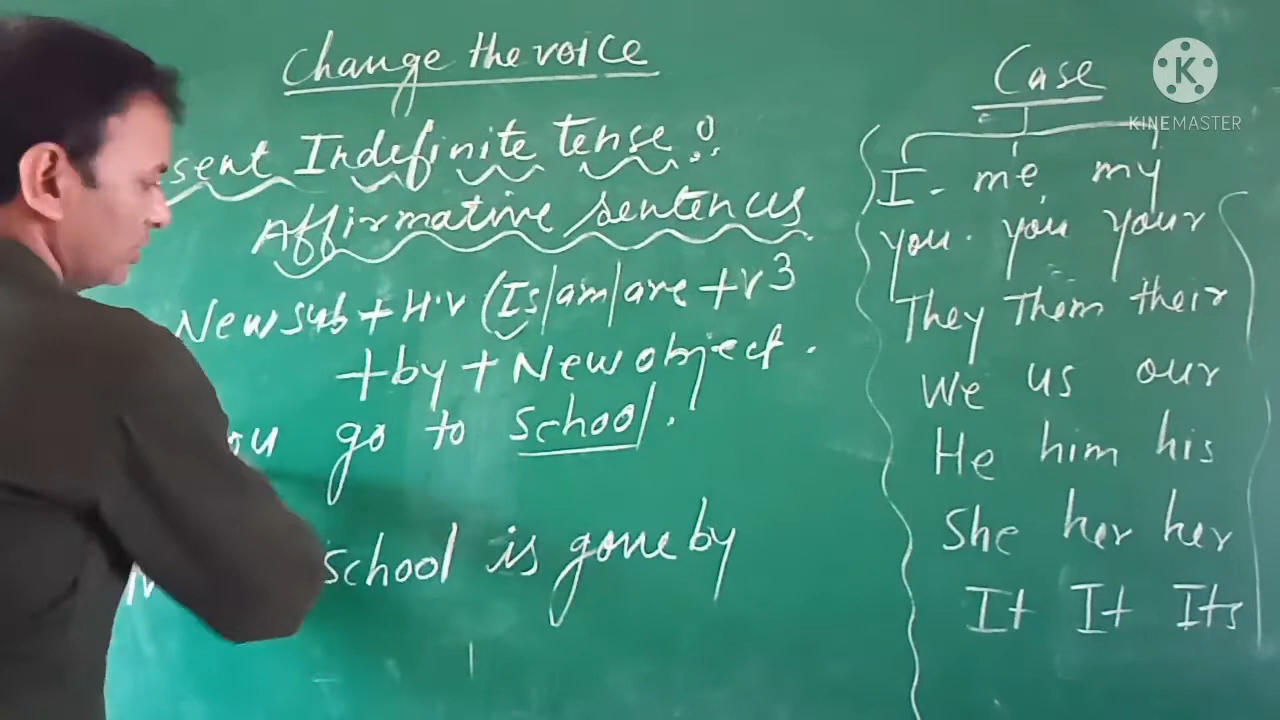 Change the voice
sent Indefinite tense :
Affirmative sentences
New sub + H.v (Is/am/are + v3
+ by + New object.
ou go to school.
school is gone by
Case
KINEMASTER
I - me my
you. you your
They Them their
We us our
He him his
She her her
It It Its